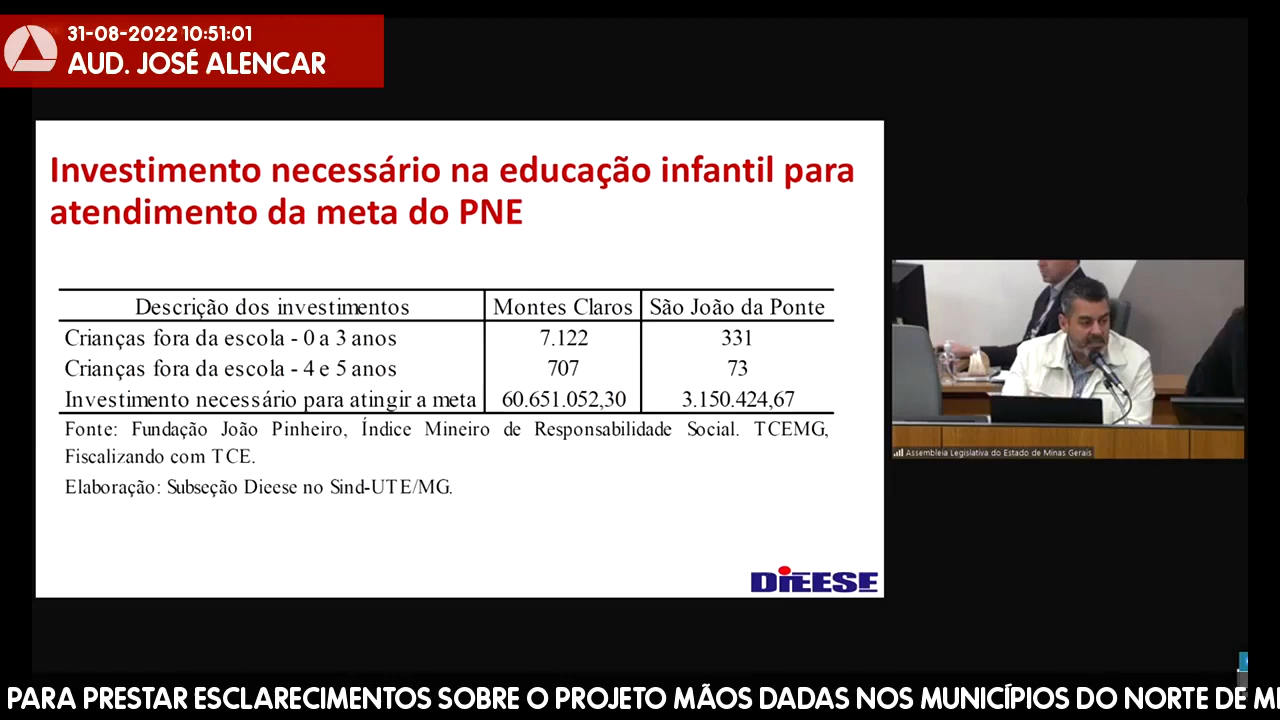 31-08-2022 10:51:01
AUD. JOSÉ ALENCAR
Investimento necessário na educação infantil para
atendimento da meta do PNE
Descrição dos investimentos Montes Claros São João da Ponte
Crianças fora da escola - 0 a 3 anos 7.122 331
Crianças fora da escola - 4 e 5 anos 707 73
Investimento necessário para atingir a meta 60.651.052,30 3.150.424,67
Fonte: Fundação João Pinheiro, Índice Mineiro de Responsabilidade Social. TCEMG,
Fiscalizando com TCE.
Elaboração: Subseção Dieese no Sind-UTE/MG.
DIEESE
Assembleia Legislativa do Estado de Minas Gerais
PARA PRESTAR ESCLARECIMENTOS SOBRE O PROJETO MÃOS DADAS NOS MUNICÍPIOS DO NORTE DE